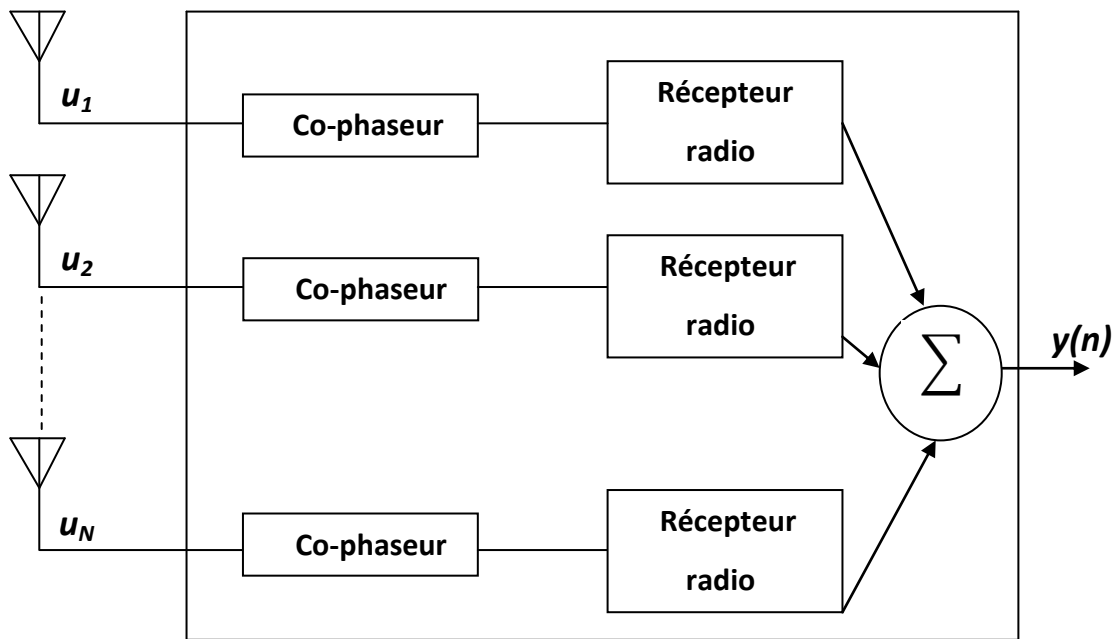 u1
Co-phaseur
Récepteur
radio
u2
Co-phaseur
Récepteur
radio
∑
y(n)
uN
Co-phaseur
Récepteur
radio